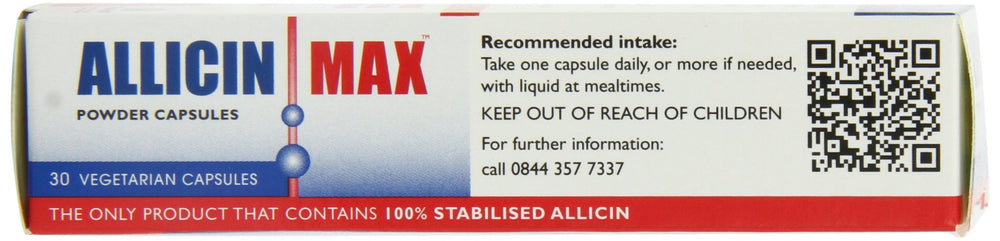 ALLICIN MAX™
POWDER CAPSULES
30 VEGETARIAN CAPSULES
Recommended intake:
Take one capsule daily, or more if needed,
with liquid at mealtimes.
KEEP OUT OF REACH OF CHILDREN
For further information:
call 0844 357 7337
THE ONLY PRODUCT THAT CONTAINS 100% STABILISED ALLICIN